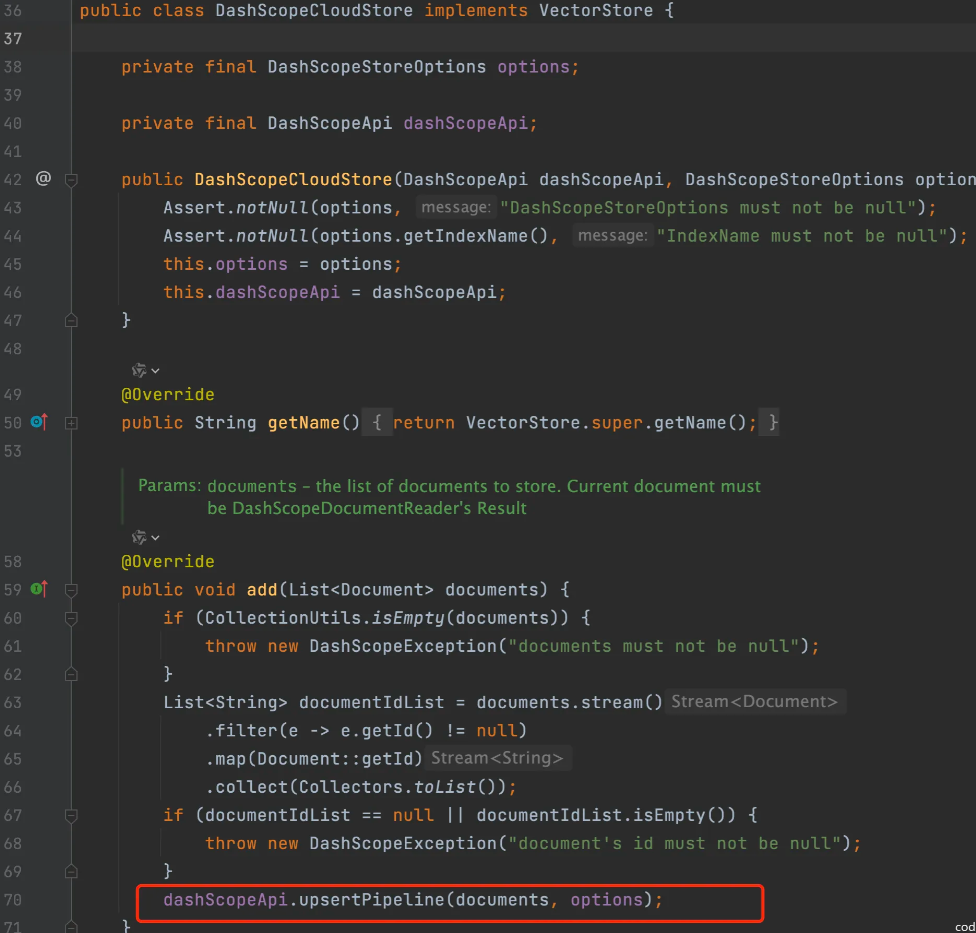 36 public class DashScopeCloudStore implements VectorStore {
37
38 private final DashScopeStoreOptions options;
39
40 private final DashScopeApi dashScopeApi;
41
42 @ public DashScopeCloudStore(DashScopeApi dashScopeApi, DashScopeStoreOptions option
43 Assert.notNull(options, message: "DashScopeStoreOptions must not be null");
44 Assert.notNull(options.getIndexName(), message: "IndexName must not be null");
45 this.options = options;
46 this.dashScopeApi = dashScopeApi;
47 }
48
49 @Override
50 public String getName() { return VectorStore.super.getName(); }
53
Params: documents – the list of documents to store. Current document must
be DashScopeDocumentReader's Result
58 @Override
59 public void add(List<Document> documents) {
60 if (CollectionUtils.isEmpty(documents)) {
61 throw new DashScopeException("documents must not be null");
62 }
63 List<String> documentIdList = documents.stream() Stream<Document>
64 .filter(e -> e.getId() != null)
65 .map(Document::getId) Stream<String>
66 .collect(Collectors.toList());
67 if (documentIdList == null || documentIdList.isEmpty()) {
68 throw new DashScopeException("document's id must not be null");
69 }
70 dashScopeApi.upsertPipeline(documents, options);
71 }
cod